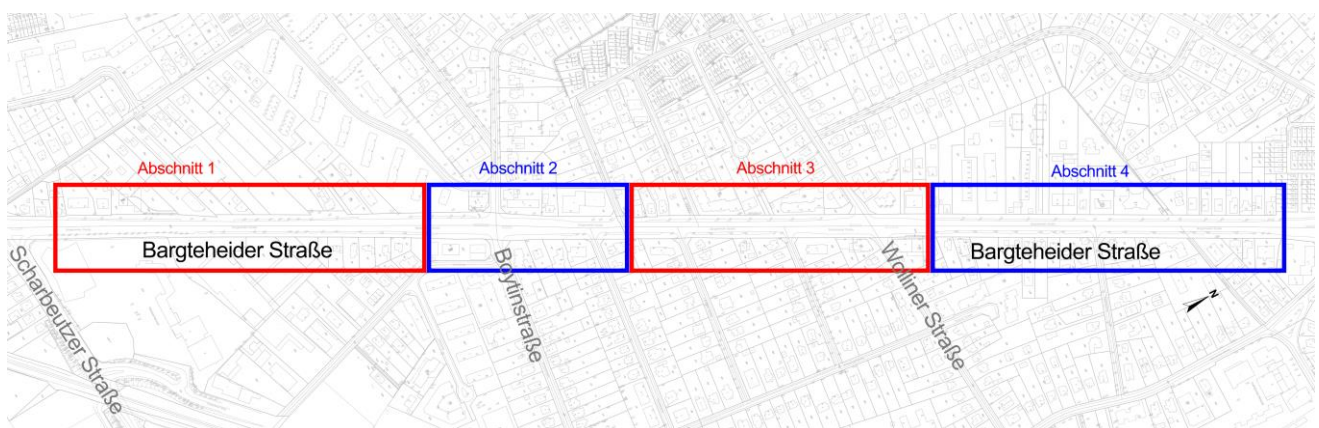 Abschnitt 1
Abschnitt 2
Abschnitt 3
Abschnitt 4
Bargteheider Straße
Bargteheider Straße
Scharbeutzer Straße
Boytinstraße
Wolliner Straße
N